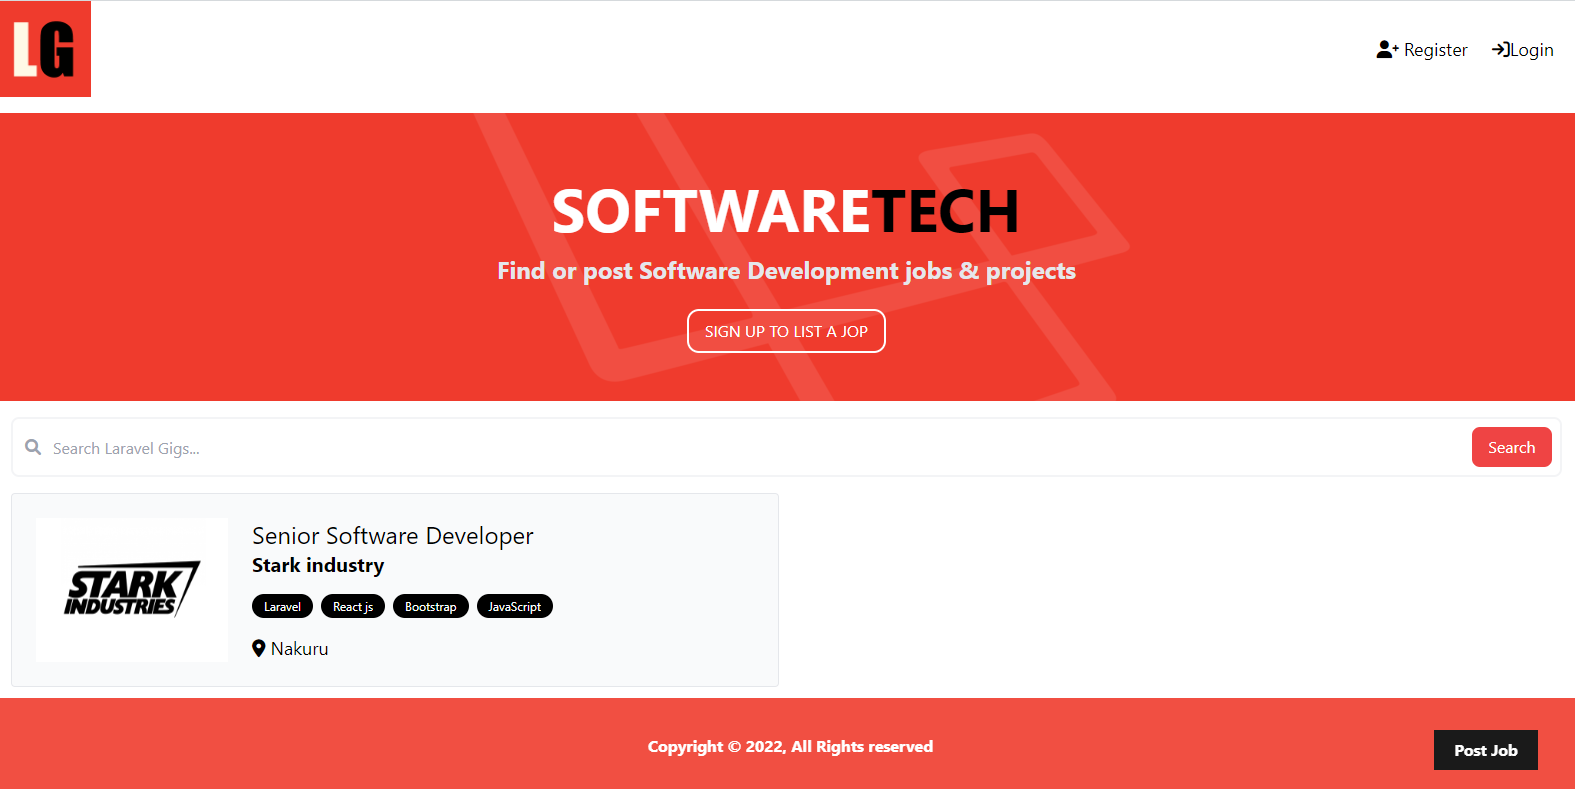 LG
Register
Login
SOFTWARETECH
Find or post Software Development jobs & projects
SIGN UP TO LIST A JOP
Search Laravel Gigs...
Search
Senior Software Developer
Stark industry
STARK
INDUSTRIES
Laravel React js Bootstrap JavaScript
Nakuru
Copyright © 2022, All Rights reserved
Post Job